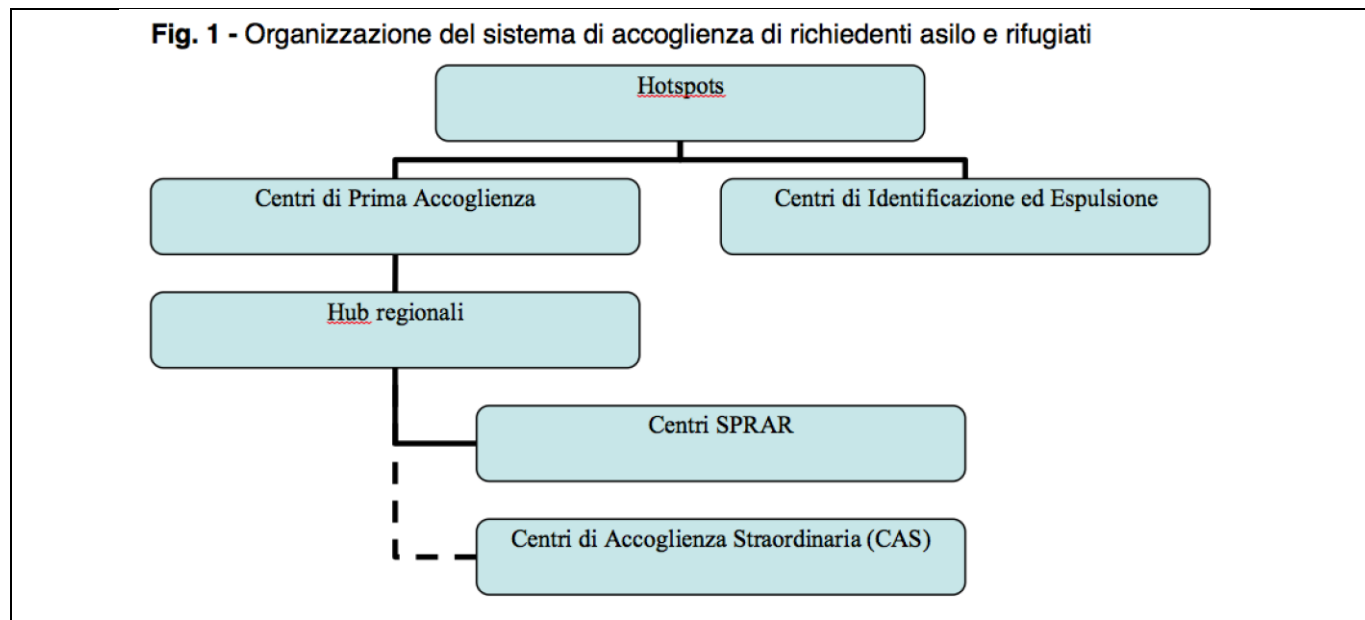 Fig. 1 - Organizzazione del sistema di accoglienza di richiedenti asilo e rifugiati
Hotspots
Centri di Prima Accoglienza
Centri di Identificazione ed Espulsione
Hub regionali
Centri SPRAR
Centri di Accoglienza Straordinaria (CAS)